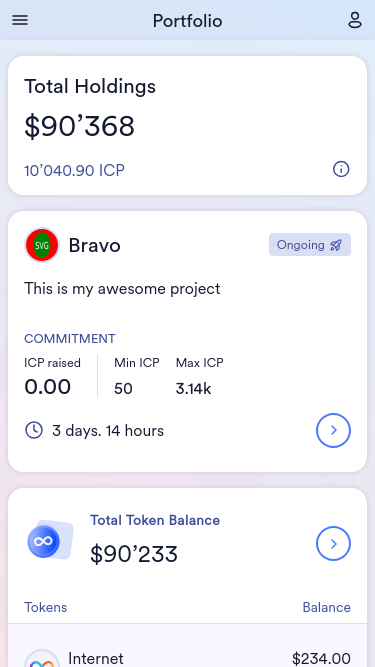 Portfolio
Total Holdings
$90’368
10’040.90 ICP
SVG
Bravo
Ongoing
This is my awesome project
COMMITMENT
ICP raised
0.00
Min ICP
50
Max ICP
3.14k
3 days. 14 hours
Total Token Balance
$90’233
Tokens
Balance
Internet
$234.00